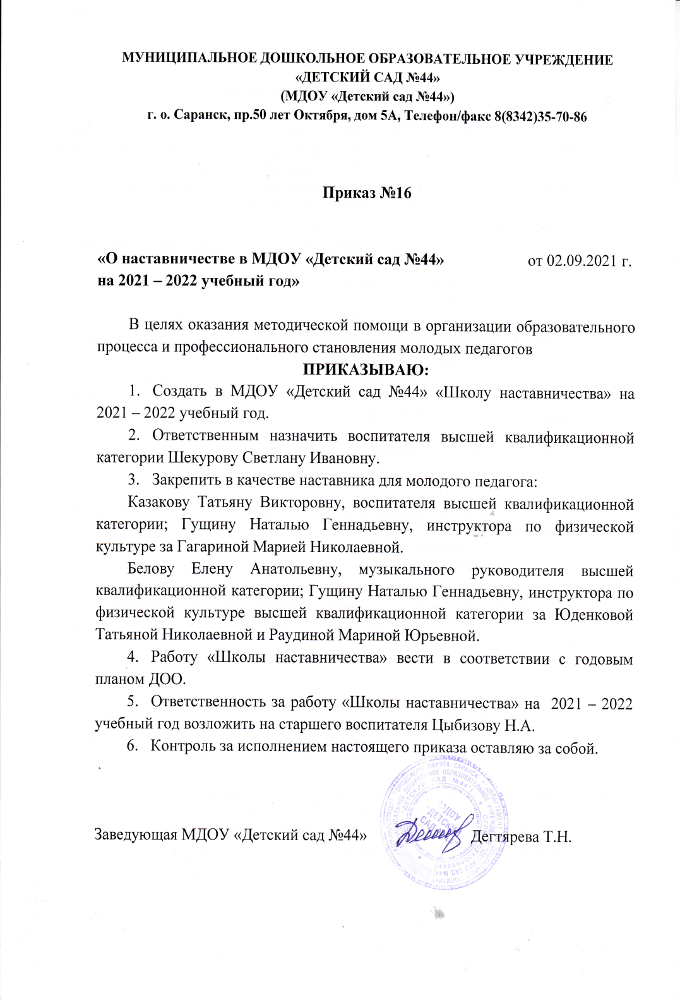 МУНИЦИПАЛЬНОЕ ДОШКОЛЬНОЕ ОБРАЗОВАТЕЛЬНОЕ УЧРЕЖДЕНИЕ
«ДЕТСКИЙ САД №44»
(МДОУ «Детский сад №44»)
г. о. Саранск, пр.50 лет Октября, дом 5А, Телефон/факс 8(8342)35-70-86
Приказ №16
«О наставничестве в МДОУ «Детский сад №44» от 02.09.2021 г.
на 2021 – 2022 учебный год»
В целях оказания методической помощи в организации образовательного
процесса и профессионального становления молодых педагогов
ПРИКАЗЫВАЮ:
1. Создать в МДОУ «Детский сад №44» «Школу наставничества» на
2021 – 2022 учебный год.
2. Ответственным назначить воспитателя высшей квалификационной
категории Шекурову Светлану Ивановну.
3. Закрепить в качестве наставника для молодого педагога:
Казакову Татьяну Викторовну, воспитателя высшей квалификационной
категории; Гущину Наталью Геннадьевну, инструктора по физической
культуре за Гагариной Марией Николаевной.
Белову Елену Анатольевну, музыкального руководителя высшей
квалификационной категории; Гущину Наталью Геннадьевну, инструктора по
физической культуре высшей квалификационной категории за Юденковой
Татьяной Николаевной и Раудиной Мариной Юрьевной.
4. Работу «Школы наставничества» вести в соответствии с годовым
планом ДОО.
5. Ответственность за работу «Школы наставничества» на 2021 – 2022
учебный год возложить на старшего воспитателя Цыбизову Н.А.
6. Контроль за исполнением настоящего приказа оставляю за собой.
Заведующая МДОУ «Детский сад №44» Дегтярева Т.Н.
МДОУ
ДЕТСКИЙ
САД